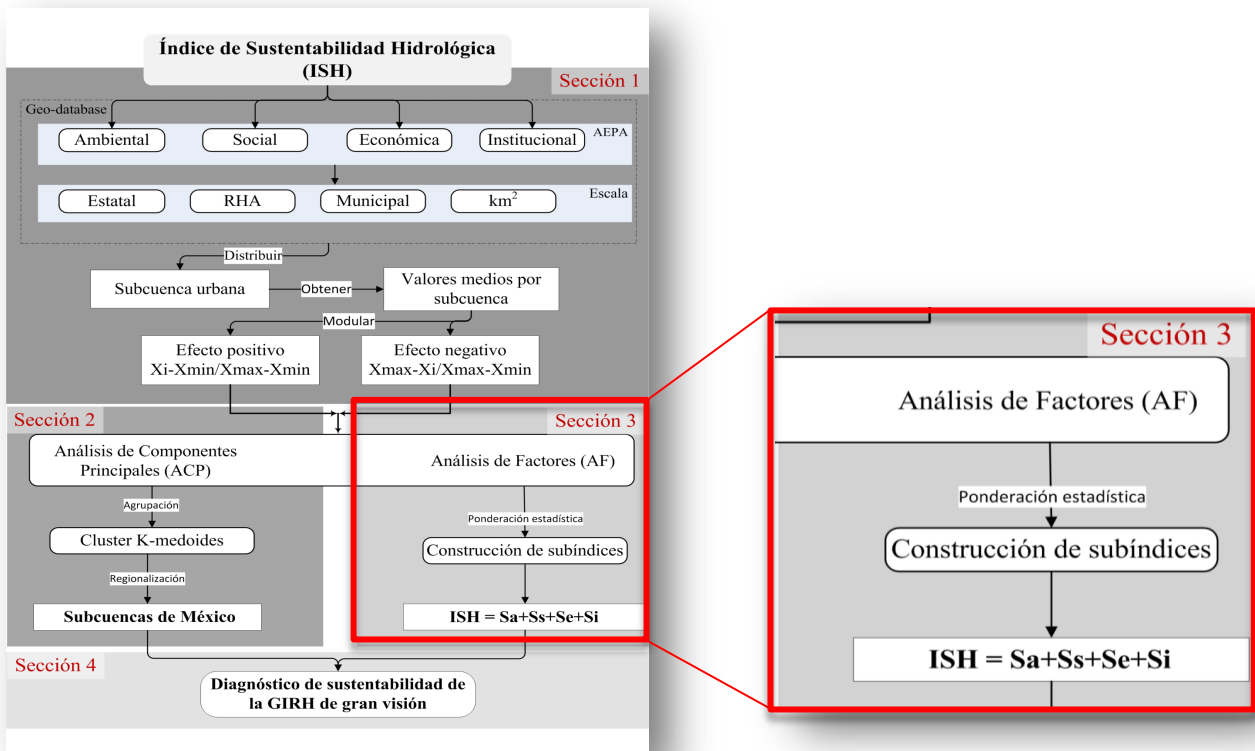 Índice de Sustentabilidad Hidrológica
(ISH)
Sección 1
Geo-database
Ambiental
Social
Económica
Institucional
AEPA
Estatal
RHA
Municipal
km²
Escala
Distribuir
Subcuenca urbana
Obtener
Valores medios por
subcuenca
Modular
Efecto positivo
Xi-Xmin/Xmax-Xmin
Efecto negativo
Xmax-Xi/Xmax-Xmin
Sección 2
Sección 3
Análisis de Componentes
Principales (ACP)
Análisis de Factores (AF)
Agrupación
Ponderación estadística
Cluster K-medoides
Construcción de subíndices
Regionalización
Subcuencas de México
ISH = Sa+Ss+Se+Si
Sección 4
Diagnóstico de sustentabilidad de
la GIRH de gran visión
Sección 3
Análisis de Factores (AF)
Ponderación estadística
Construcción de subíndices
ISH = Sa+Ss+Se+Si